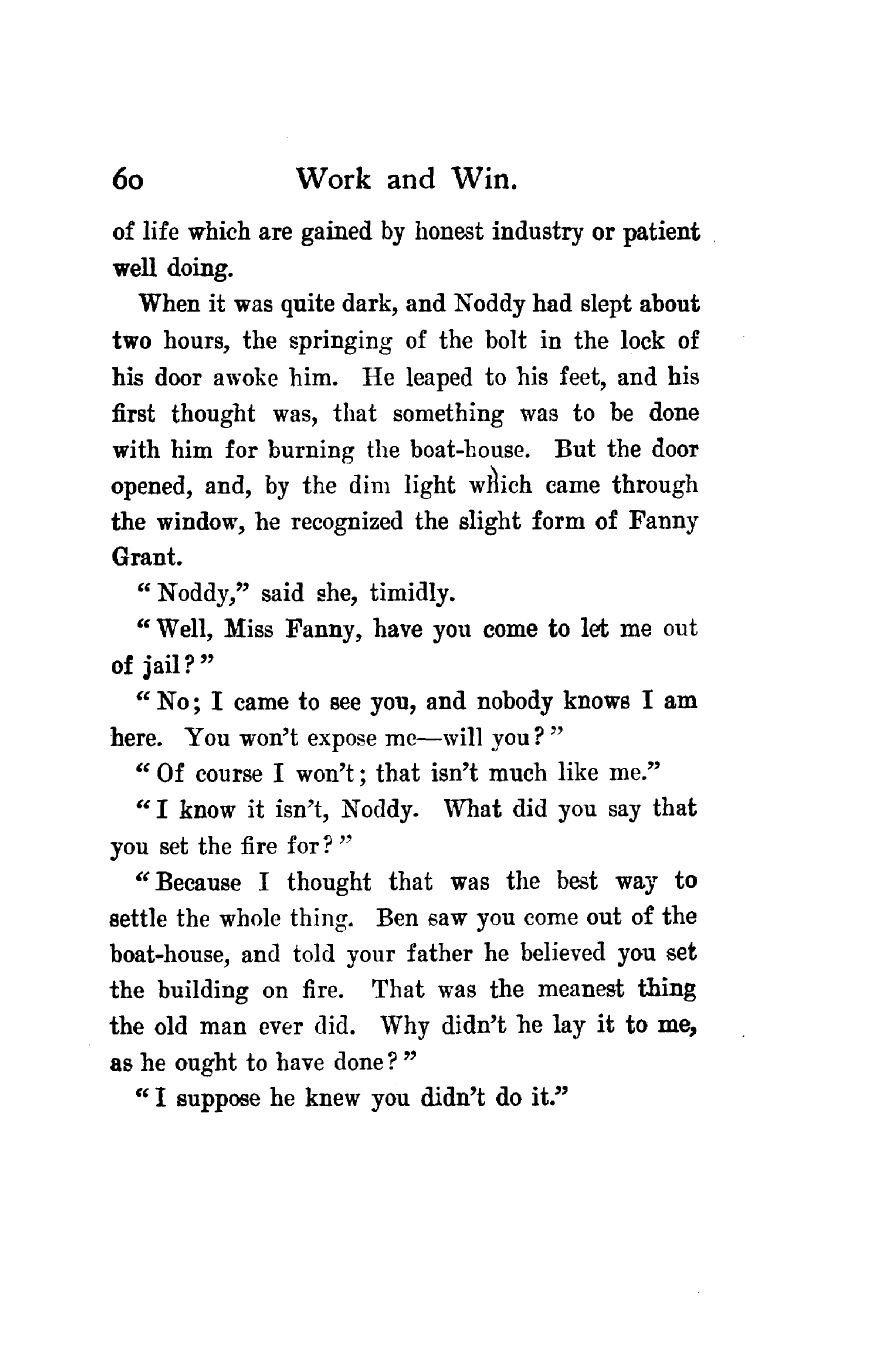 60 Work and Win.
of life which are gained by honest industry or patient
well doing.
When it was quite dark, and Noddy had slept about
two hours, the springing of the bolt in the lock of
his door awoke him. He leaped to his feet, and his
first thought was, that something was to be done
with him for burning the boat-house. But the door
opened, and, by the dim light which came through
the window, he recognized the slight form of Fanny
Grant.
“Noddy,” said she, timidly.
“Well, Miss Fanny, have you come to let me out
of jail?”
“No; I came to see you, and nobody knows I am
here. You won’t expose me—will you?”
“Of course I won’t; that isn’t much like me.”
“I know it isn’t, Noddy. What did you say that
you set the fire for?”
“Because I thought that was the best way to
settle the whole thing. Ben saw you come out of the
boat-house, and told your father he believed you set
the building on fire. That was the meanest thing
the old man ever did. Why didn’t he lay it to me,
as he ought to have done?”
“I suppose he knew you didn’t do it.”